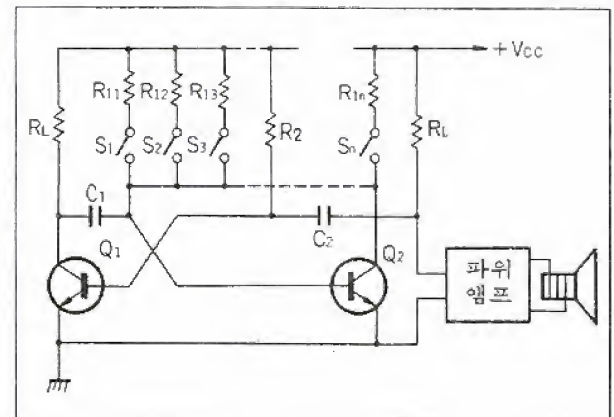 +Vcc
R11 R12 R13 R1n
RL R2 RL
S1 S2 S3 Sn
C1
C2
Q1 Q2
파워
앰프